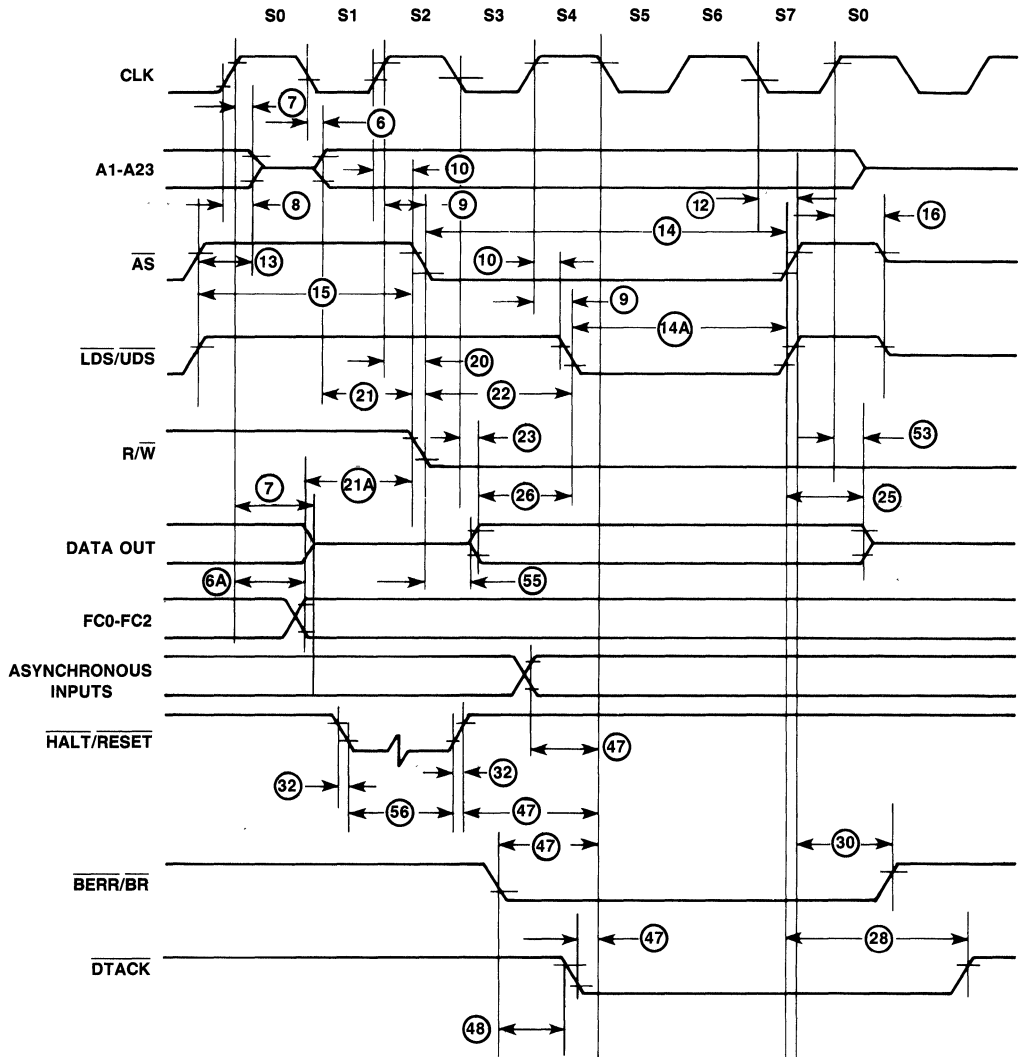 S0 S1 S2 S3 S4 S5 S6 S7 S0
CLK
7
6
A1-A23
10
8
9
12
16
14
AS
13
10
15
9
14A
LDS/UDS
20
21
22
R/W
23
53
21A
7
26
25
DATA OUT
6A
55
FC0-FC2
ASYNCHRONOUS
INPUTS
HALT/RESET
47
32
32
56
47
47
30
BERR/BR
47
28
DTACK
48